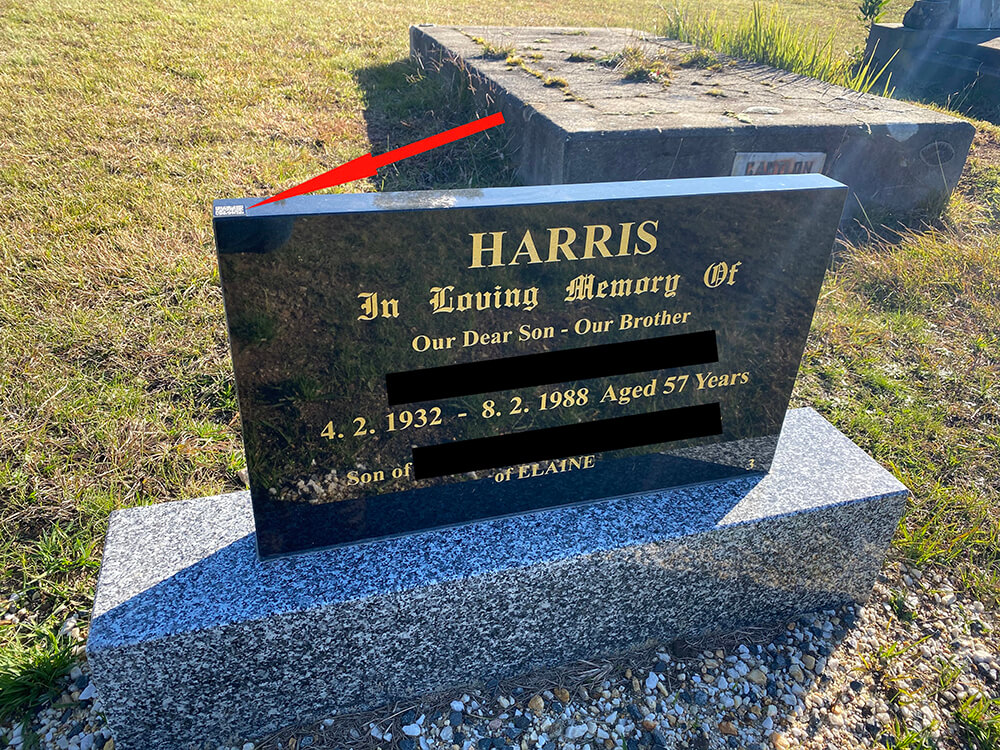 HARRIS
In Loving Memory Of
Our Dear Son - Our Brother
4. 2. 1932 - 8. 2. 1988 Aged 57 Years
Son of
of ELAINE
3